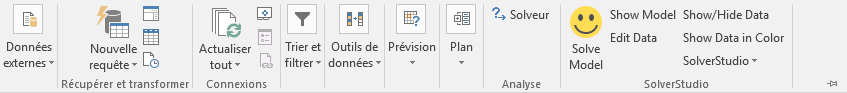 Données
externes
Nouvelle
requête
Récupérer et transformer
Actualiser
tout
Connexions
Trier et
filtrer
Outils de
données
Prévision
Plan
Solveur
Analyse
Solve
Model
Show Model
Edit Data
Show/Hide Data
Show Data in Color
SolverStudio
SolverStudio